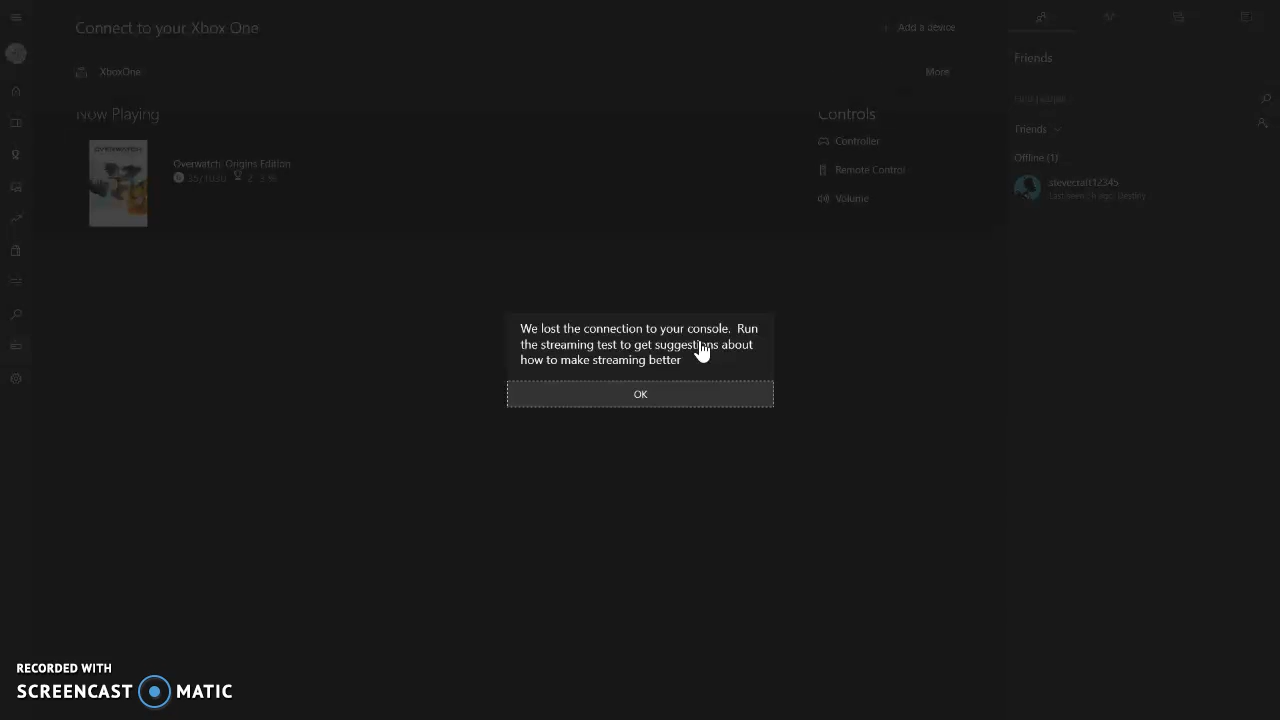 Connect to your Xbox One
+ Add a device
XboxOne
More
Now Playing
Overwatch: Origins Edition
Controls
Controller
Remote Control
Volume
Friends
Friends
Offline (1)
stevecraft12345
We lost the connection to your console. Run
the streaming test to get suggestions about
how to make streaming better
OK
RECORDED WITH
SCREENCAST MATIC